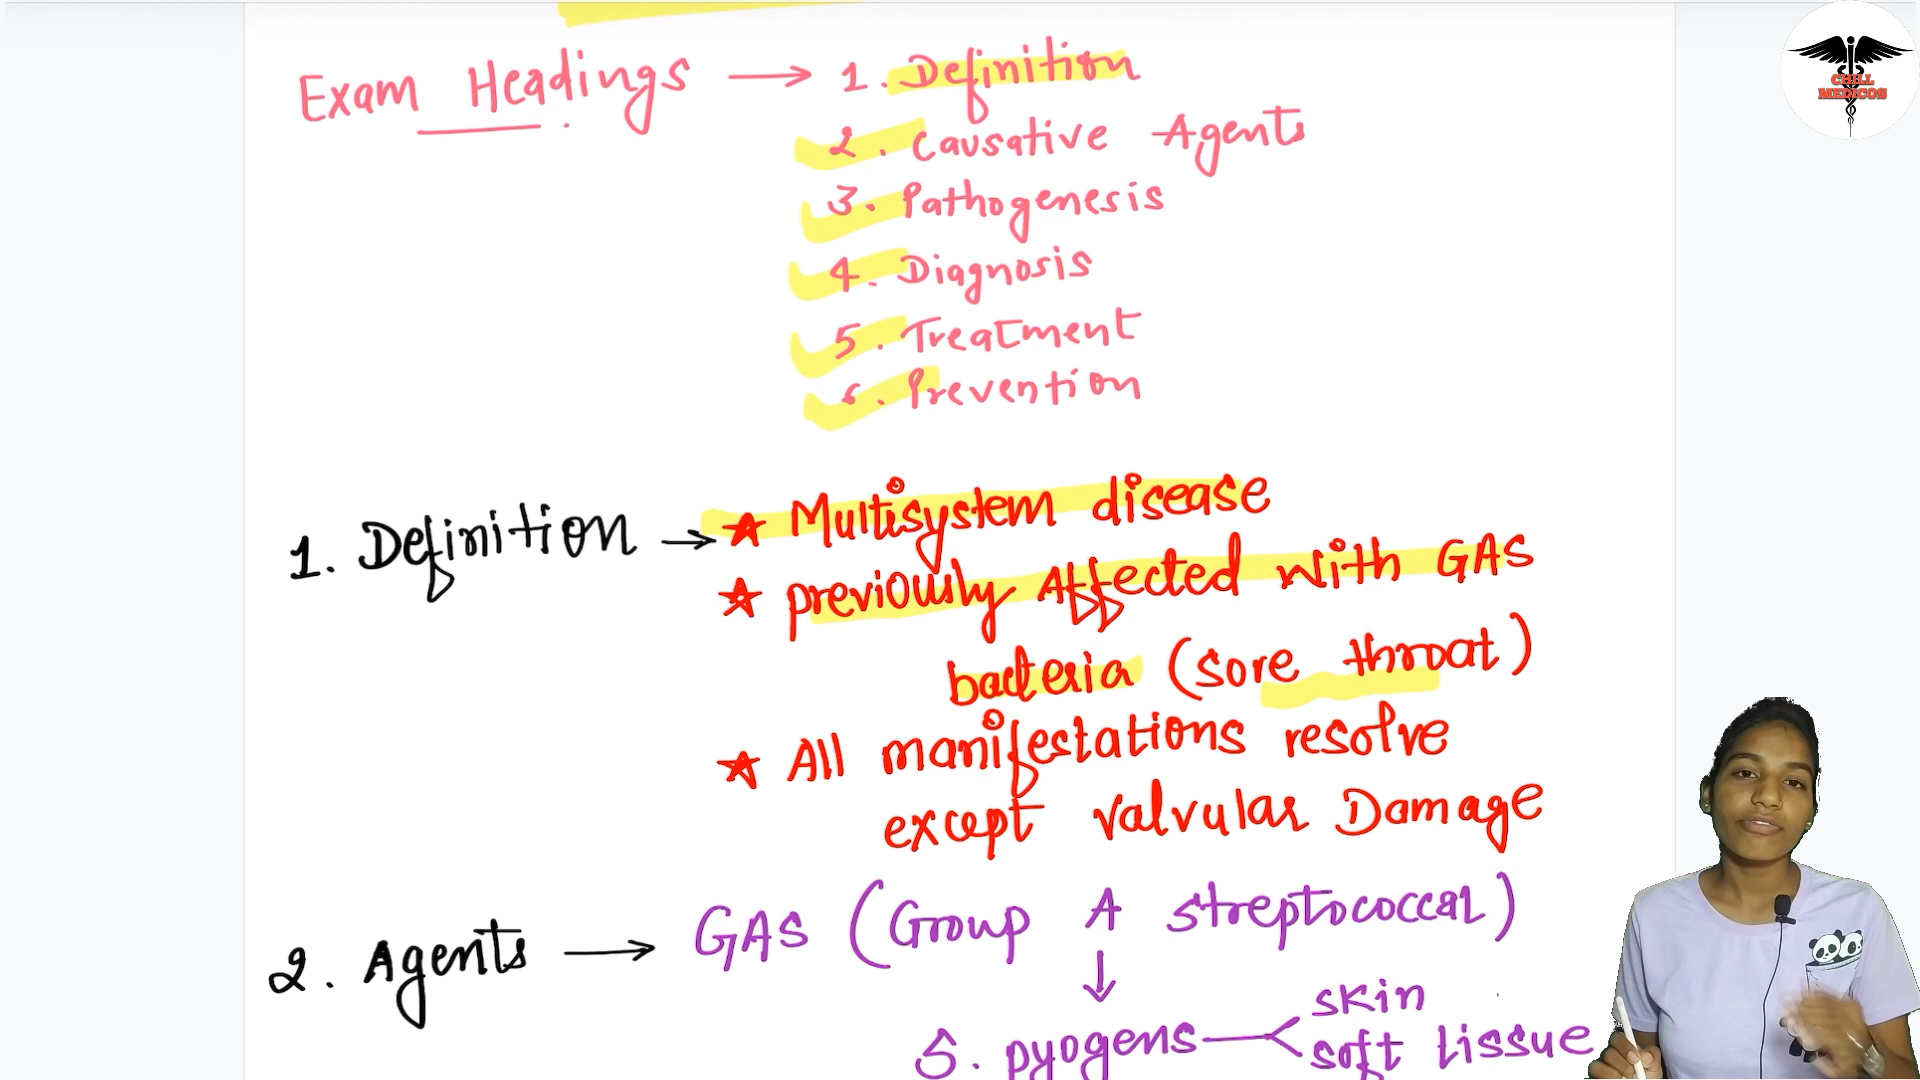 Exam Headings → 1. Definition
2. Causative Agents
3. Pathogenesis
4. Diagnosis
5. Treatment
6. Prevention
CHILL
MEDICOS
1. Definition → ★ Multisystem disease
★ previously Affected with GAS
bacteria (sore throat)
★ All manifestations resolve
except valvular Damage
2. Agents → GAS (Group A streptococcal)
↓
S. pyogens
skin
soft tissue